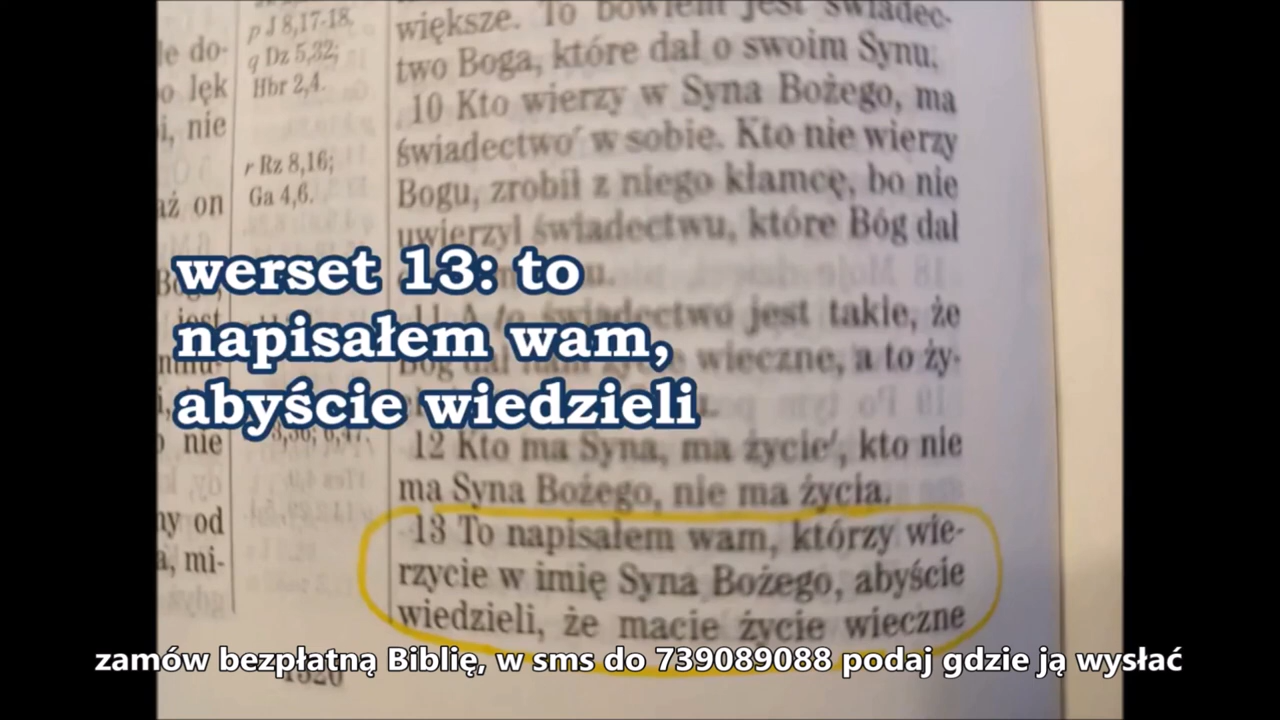 le do-
o lęk
i, nie
aż on
nie
ny od
a, mi-
p J 8,17-18.
q Dz 5,32;
Hbr 2,4.
r Rz 8,16;
Ga 4,6.
większe. To bowiem jest świadec-
two Boga, które dał o swoim Synu.
10 Kto wierzy w Syna Bożego, ma
świadectwoʳ w sobie. Kto nie wierzy
Bogu, zrobił z niego kłamcę, bo nie
uwierzył świadectwu, które Bóg dał
werset 13: to
napisałem wam,
abyście wiedzieli
świadectwo jest takie, że
wieczne, a to ży-
12 Kto ma Syna, ma życie, kto nie
ma Syna Bożego, nie ma życia.
13 To napisałem wam, którzy wie-
rzycie w imię Syna Bożego, abyście
wiedzieli, że macie życie wieczne
zamów bezpłatną Biblię, w sms do 739089088 podaj gdzie ją wysłać